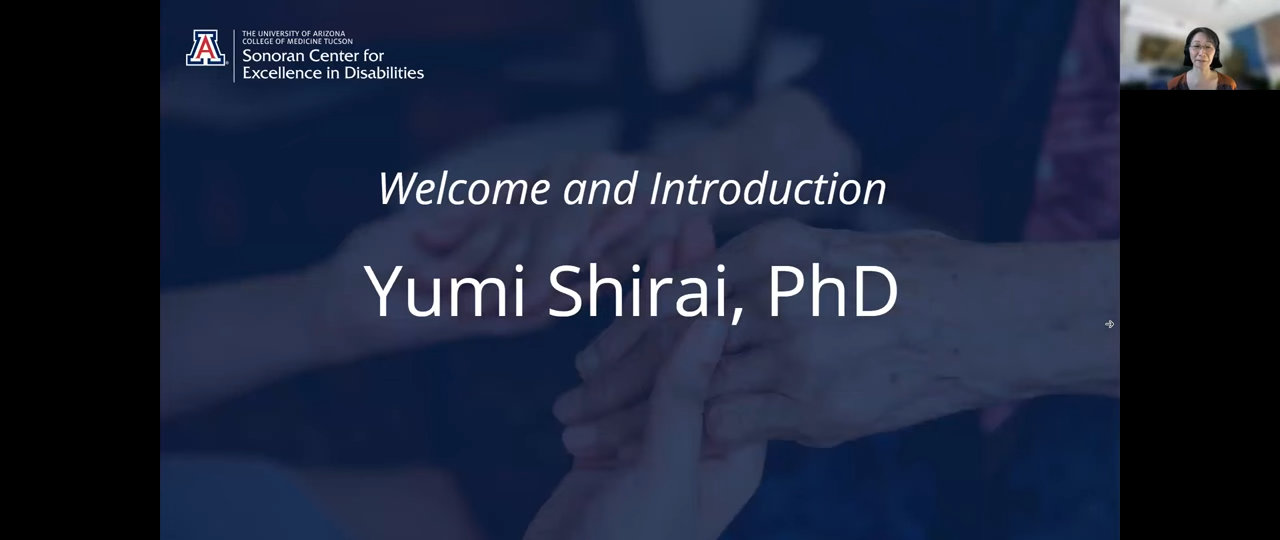 THE UNIVERSITY OF ARIZONA
COLLEGE OF MEDICINE TUCSON
Sonoran Center for
Excellence in Disabilities
A
Welcome and Introduction
Yumi Shirai, PhD